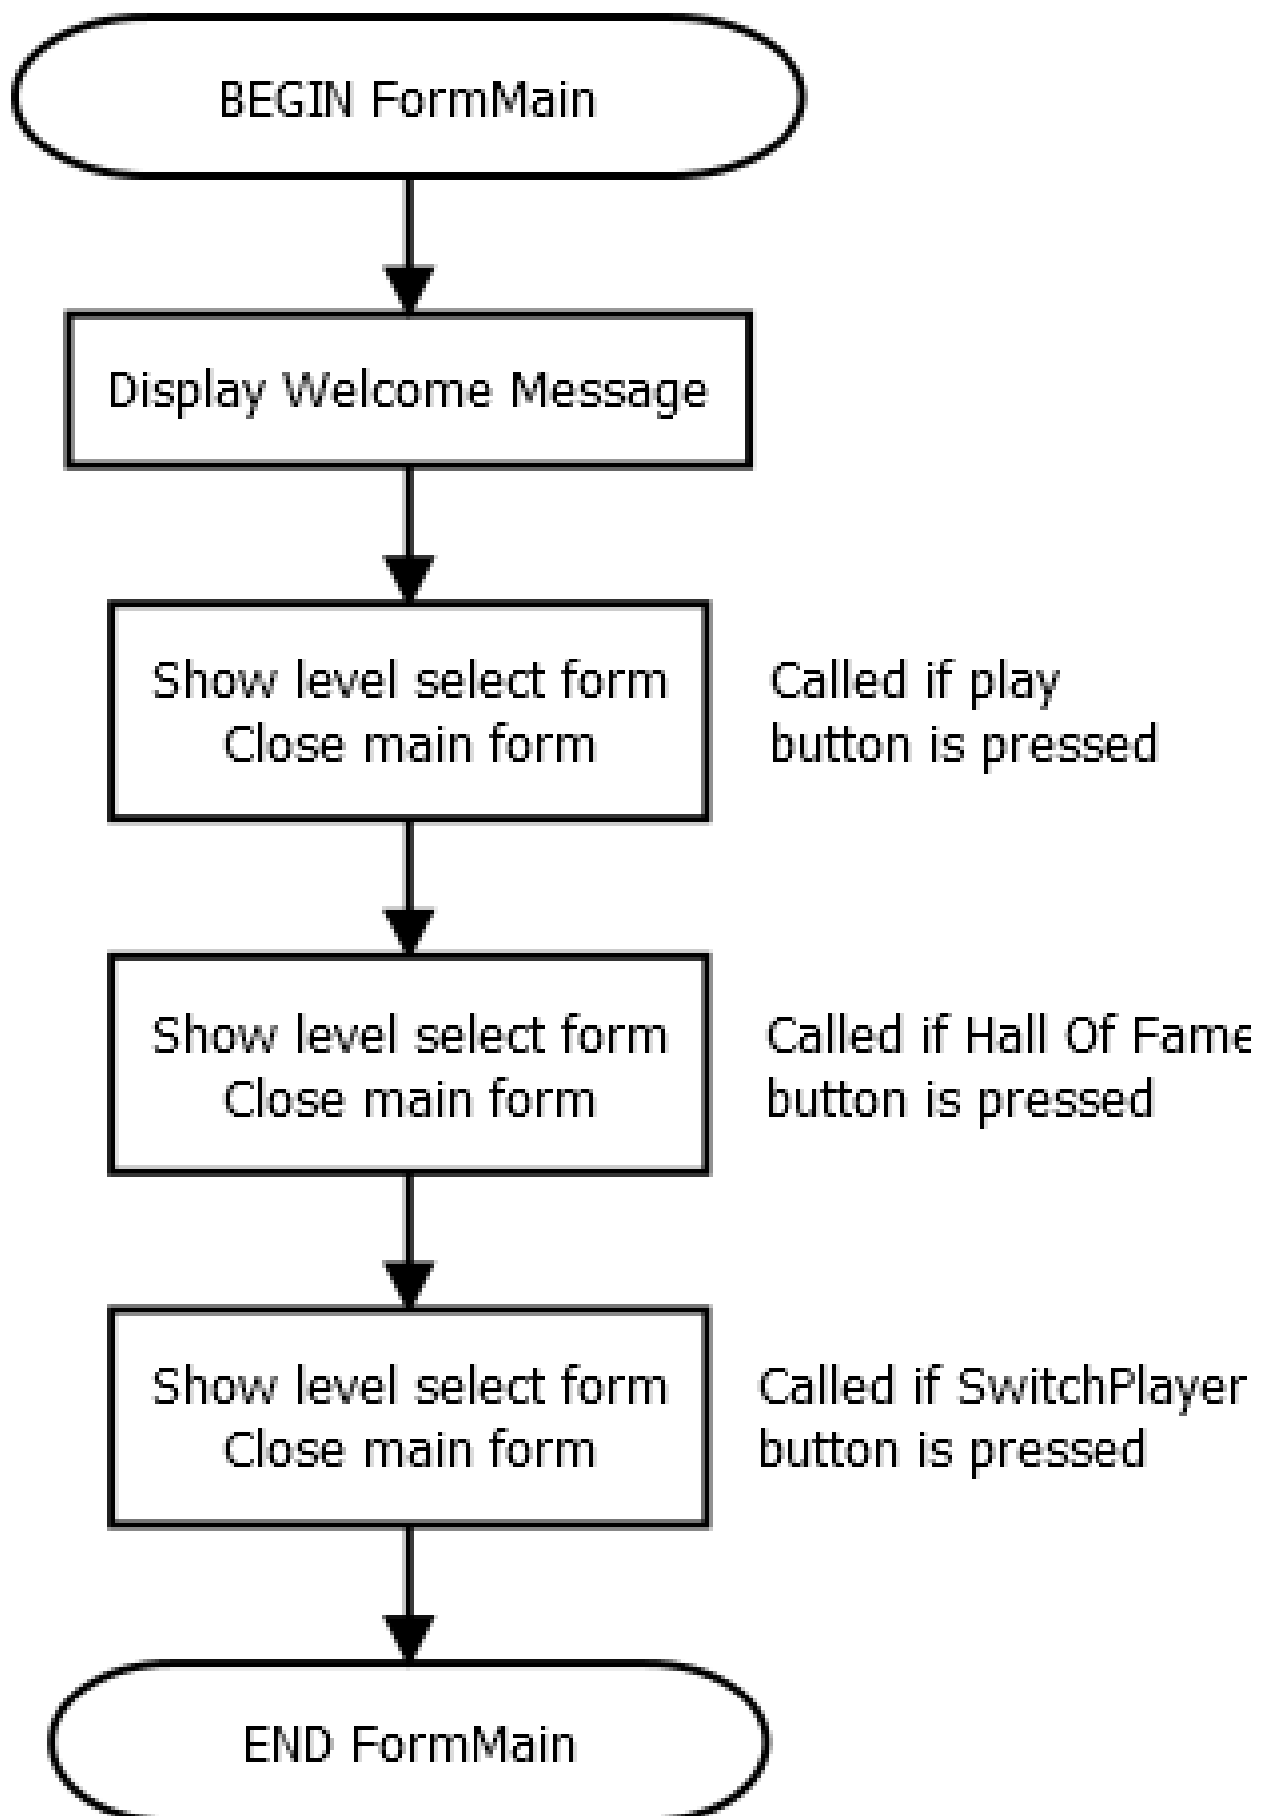 BEGIN FormMain
Display Welcome Message
Show level select form
Close main form
Called if play
button is pressed
Show level select form
Close main form
Called if Hall Of Fame
button is pressed
Show level select form
Close main form
Called if SwitchPlayer
button is pressed
END FormMain